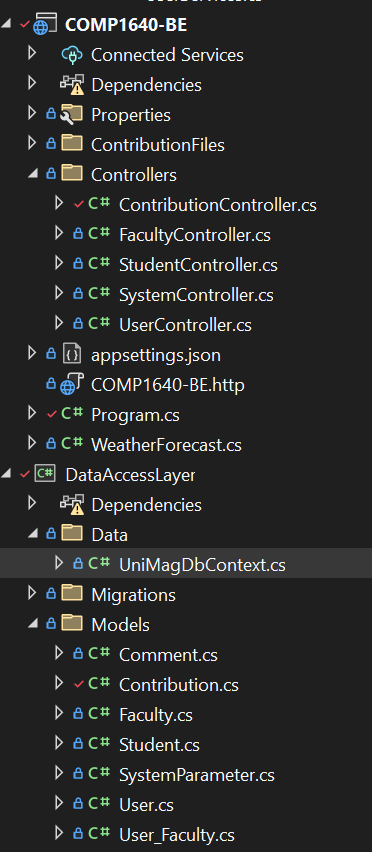 COMP1640-BE
Connected Services
Dependencies
Properties
ContributionFiles
Controllers
C# ContributionController.cs
C# FacultyController.cs
C# StudentController.cs
C# SystemController.cs
C# UserController.cs
appsettings.json
COMP1640-BE.http
C# Program.cs
C# WeatherForecast.cs
C# DataAccessLayer
Dependencies
Data
C# UniMagDbContext.cs
Migrations
Models
C# Comment.cs
C# Contribution.cs
C# Faculty.cs
C# Student.cs
C# SystemParameter.cs
C# User.cs
C# User_Faculty.cs